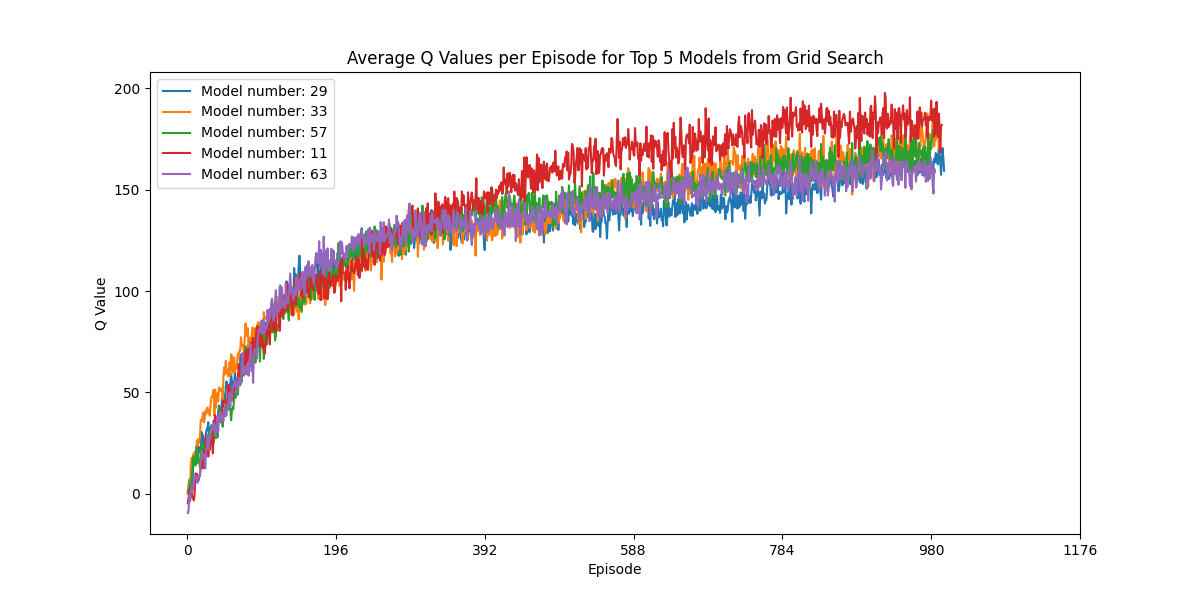 Average Q Values per Episode for Top 5 Models from Grid Search
200
150
100
50
0
Q Value
Model number: 29
Model number: 33
Model number: 57
Model number: 11
Model number: 63
0 196 392 588 784 980 1176
Episode